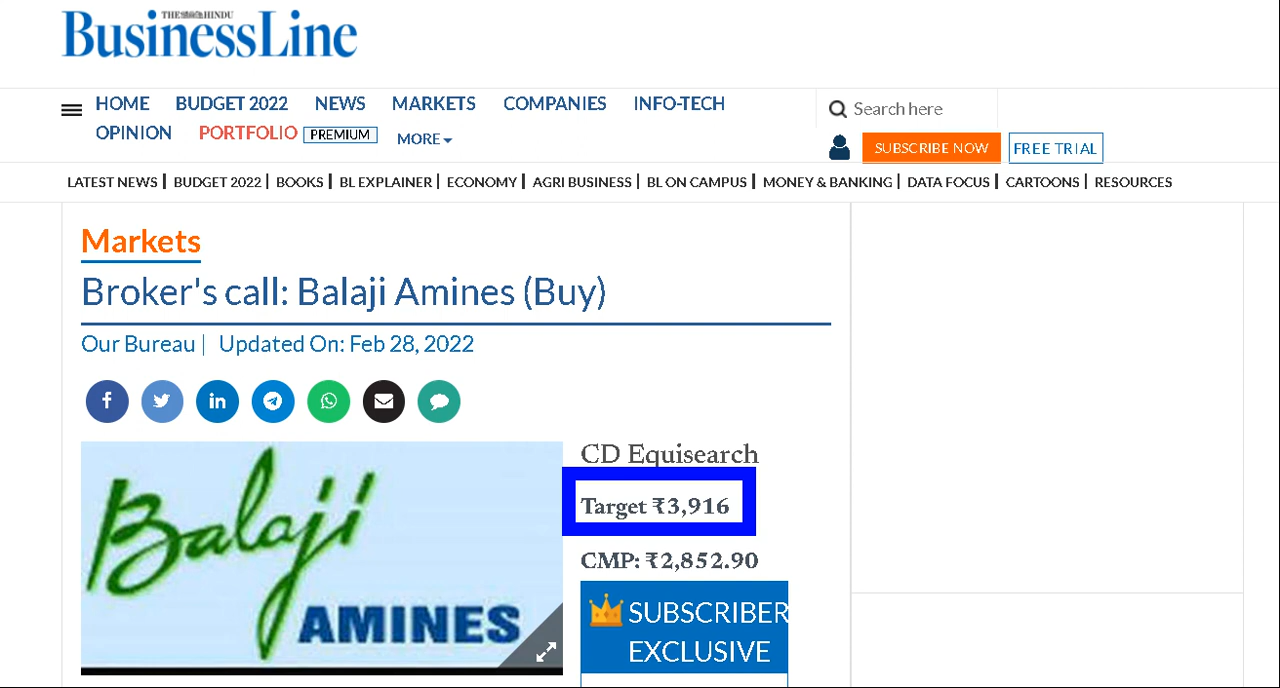 THE HINDU
BusinessLine
HOME BUDGET 2022 NEWS MARKETS COMPANIES INFO-TECH
Search here
OPINION PORTFOLIO PREMIUM MORE
SUBSCRIBE NOW FREE TRIAL
LATEST NEWS | BUDGET 2022 | BOOKS | BL EXPLAINER | ECONOMY | AGRI BUSINESS | BL ON CAMPUS | MONEY & BANKING | DATA FOCUS | CARTOONS | RESOURCES
Markets
Broker's call: Balaji Amines (Buy)
Our Bureau | Updated On: Feb 28, 2022
Balaji
AMINES
CD Equisearch
Target ₹3,916
CMP: ₹2,852.90
SUBSCRIBER
EXCLUSIVE